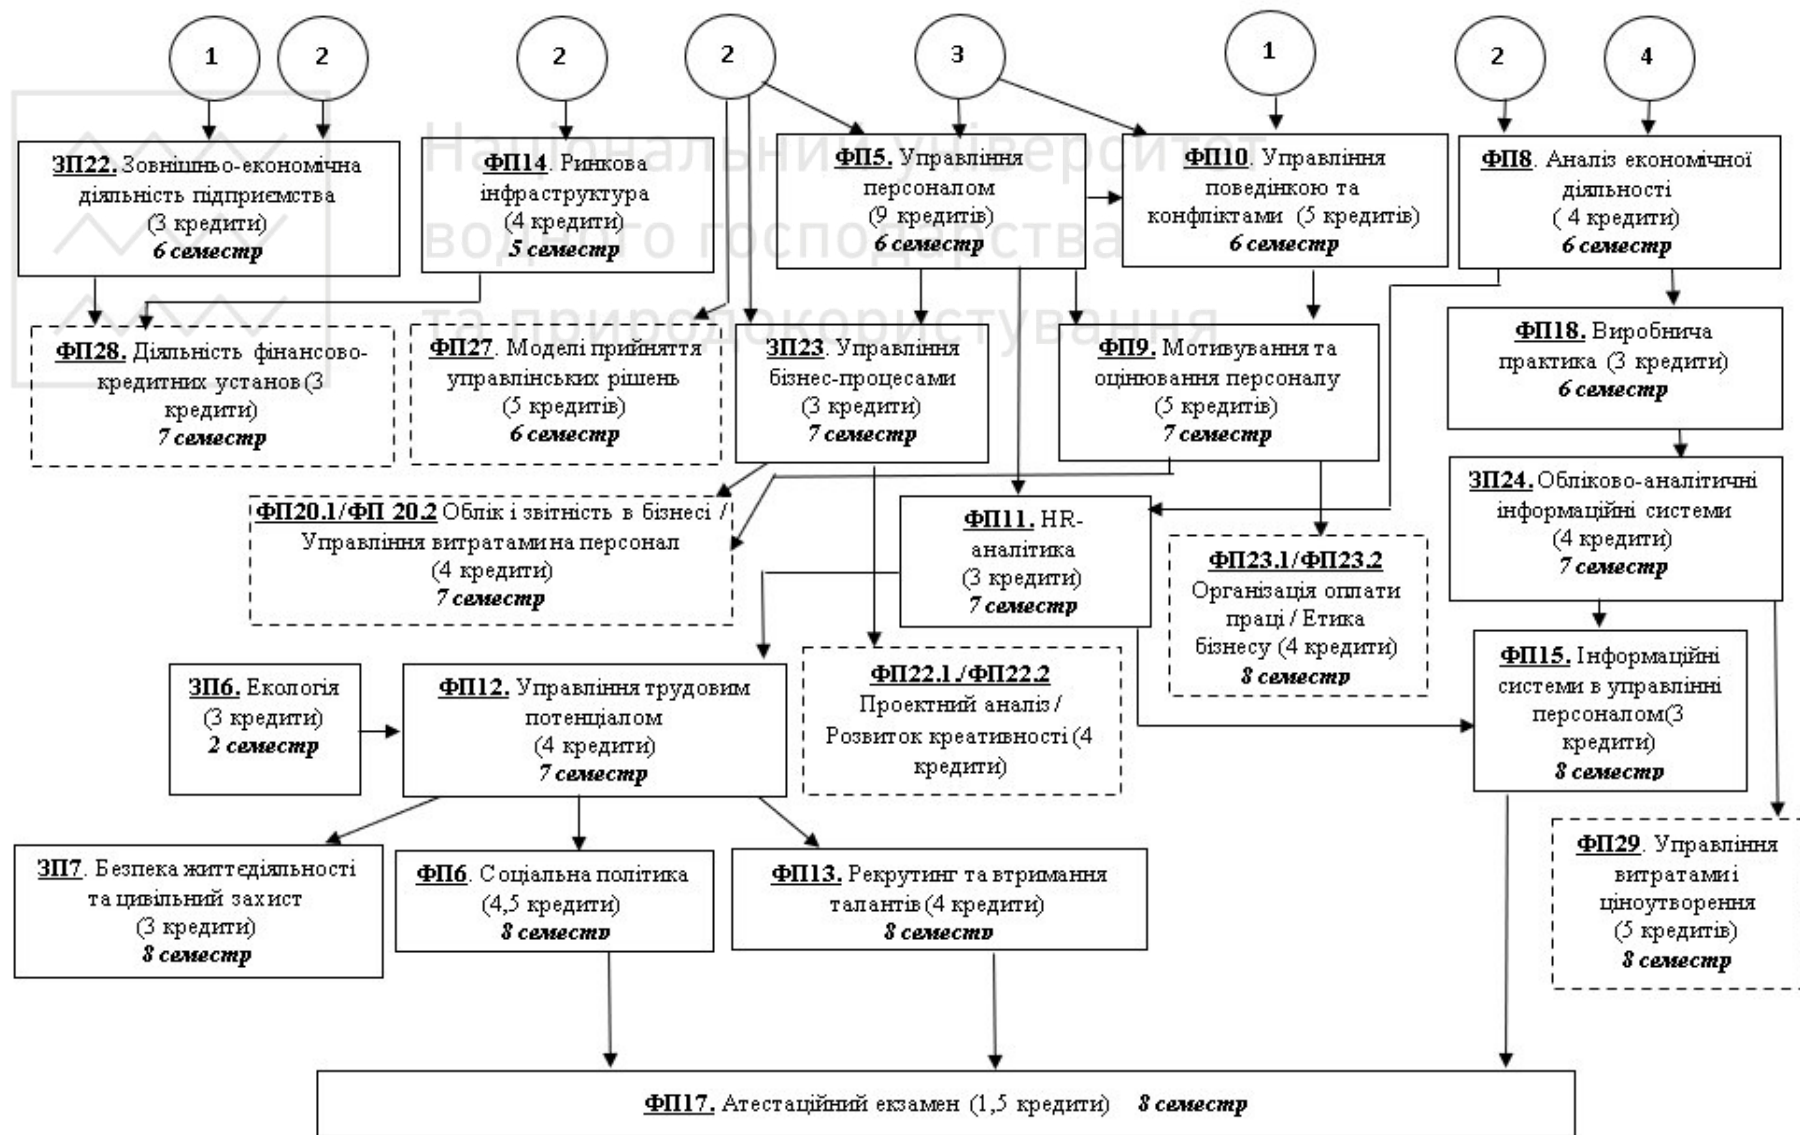 1
2
2
2
3
1
2
4
Національний університет
водного господарства
та природокористування
ЗП22. Зовнішньо-економічна
діяльність підприємства
(3 кредити)
6 семестр
ФП14. Ринкова
інфраструктура
(4 кредити)
5 семестр
ФП5. Управління
персоналом
(9 кредитів)
6 семестр
ФП10. Управління
поведінкою та
конфліктами (5 кредитів)
6 семестр
ФП8. Аналіз економічної
діяльності
( 4 кредити)
6 семестр
ФП28. Діяльність фінансово-
кредитних установ (3
кредити)
7 семестр
ФП27. Моделі прийняття
управлінських рішень
(5 кредитів)
6 семестр
ЗП23. Управління
бізнес-процесами
(3 кредити)
7 семестр
ФП9. Мотивування та
оцінювання персоналу
(5 кредитів)
7 семестр
ФП18. Виробнича
практика (3 кредити)
6 семестр
ФП20.1/ФП 20.2 Облік і звітність в бізнесі /
Управління витратами на персонал
(4 кредити)
7 семестр
ФП11. HR-
аналітика
(3 кредити)
7 семестр
ФП23.1/ФП23.2
Організація оплати
праці / Етика
бізнесу (4 кредити)
8 семестр
ЗП24. Обліково-аналітичні
інформаційні системи
(4 кредити)
7 семестр
ЗП6. Екологія
(3 кредити)
2 семестр
ФП12. Управління трудовим
потенціалом
(4 кредити)
7 семестр
ФП22.1./ФП22.2
Проектний аналіз /
Розвиток креативності (4
кредити)
ФП15. Інформаційні
системи в управлінні
персоналом(3
кредити)
8 семестр
ЗП7. Безпека життєдіяльності
та цивільний захист
(3 кредити)
8 семестр
ФП6. Соціальна політика
(4,5 кредити)
8 семестр
ФП13. Рекрутинг та втримання
талантів (4 кредити)
8 семестр
ФП29. Управління
витратами і
ціноутворення
(5 кредитів)
8 семестр
ФП17. Атестаційний екзамен (1,5 кредити) 8 семестр